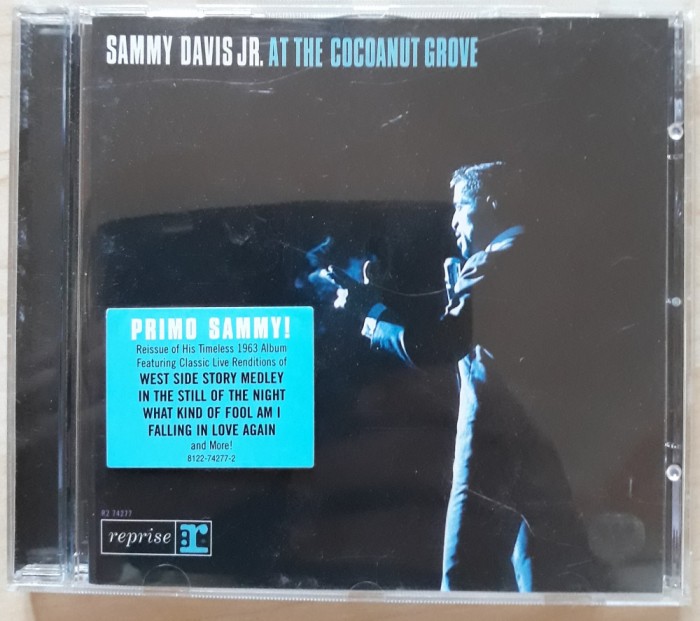 SAMMY DAVIS JR. AT THE COCOANUT GROVE
PRIMO SAMMY!
Reissue of His Timeless 1963 Album
Featuring Classic Live Renditions of
WEST SIDE STORY MEDLEY
IN THE STILL OF THE NIGHT
WHAT KIND OF FOOL AM I
FALLING IN LOVE AGAIN
and More!
8122-74277-2
R2 74277
reprise r: